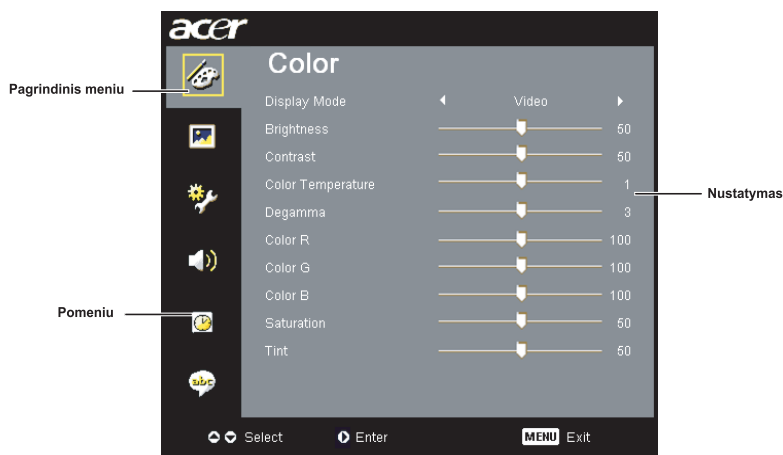 acer
Color
Pagrindinis meniu
Display Mode Video
Brightness 50
Contrast 50
Color Temperature 1
Nustatymas
Degamma 3
Color R 100
Color G 100
Color B 100
Pomeniu
Saturation 50
Tint 50
abc
Select Enter MENU Exit